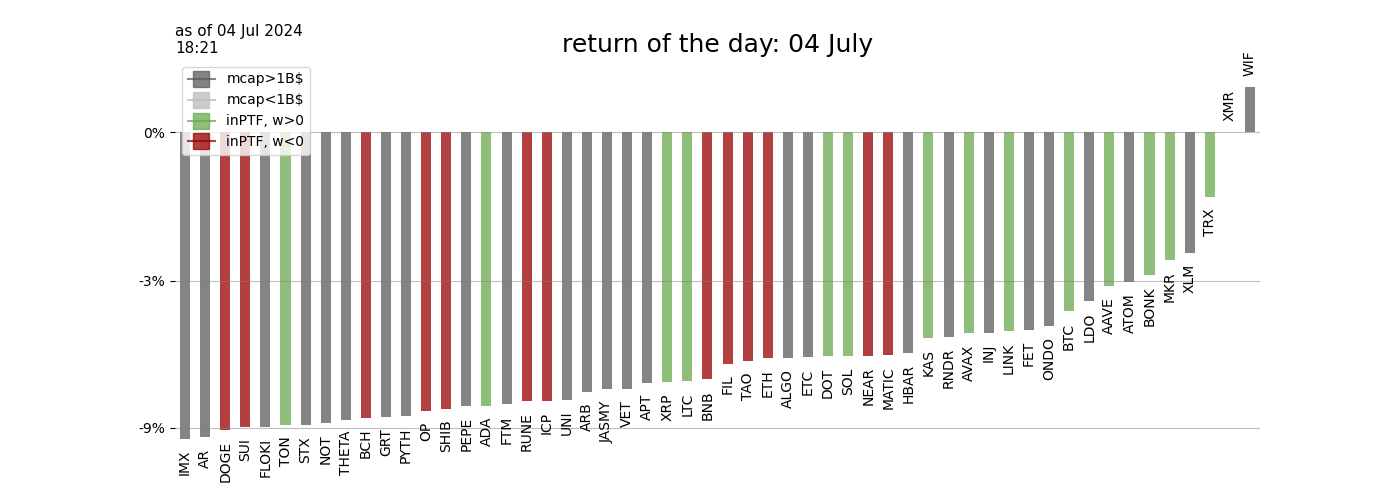 as of 04 Jul 2024
18:21
return of the day: 04 July
mcap>1B$
mcap<1B$
inPTF, w>0
inPTF, w<0
0%
-3%
-9%
IMX
AR
DOGE
SUI
FLOKI
TON
STX
NOT
THETA
BCH
GRT
PYTH
OP
SHIB
PEPE
ADA
FTM
RUNE
ICP
UNI
ARB
JASMY
VET
APT
XRP
LTC
BNB
FIL
TAO
ETH
ALGO
ETC
DOT
SOL
NEAR
MATIC
HBAR
KAS
RNDR
AVAX
INJ
LINK
FET
ONDO
BTC
LDO
AAVE
ATOM
BONK
MKR
XLM
TRX
XMR
WIF